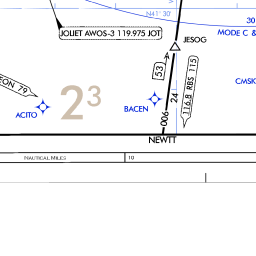 N41° 30'
30
JOLIET AWOS-3 119.975 JOT
MODE C &
JESOG
53
EON 79
2 3
CMSK
ACITO
BACEN
24
116.8 RBS 115
006
NEWTT
NAUTICAL MILES
10